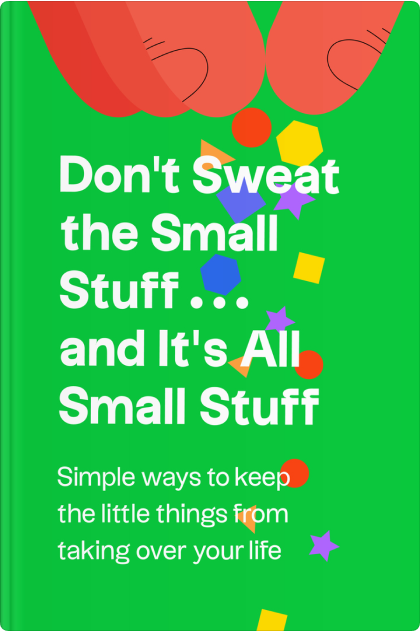 Don't Sweat
the Small
Stuff ...
and It's All
Small Stuff
Simple ways to keep
the little things from
taking over your life